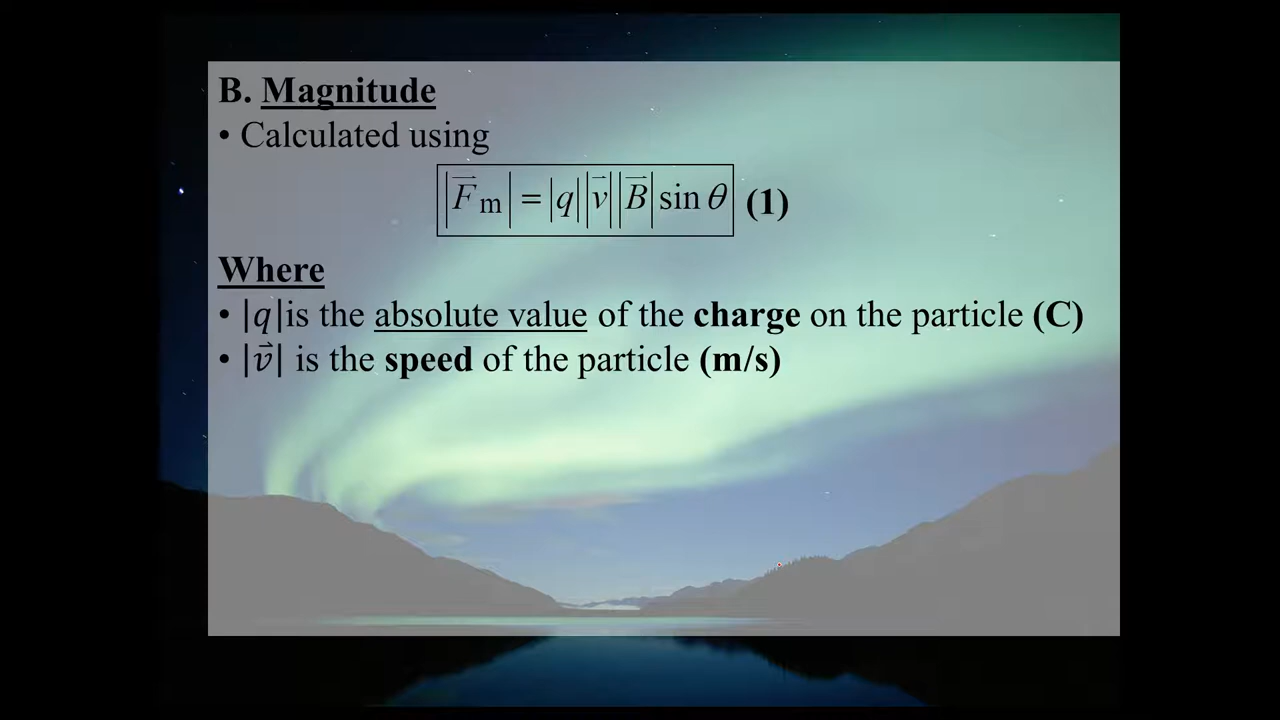 B. Magnitude
• Calculated using
|F⃗ m| = |q||v⃗||B⃗| sin θ (1)
Where
• |q|is the absolute value of the charge on the particle (C)
• |v⃗| is the speed of the particle (m/s)